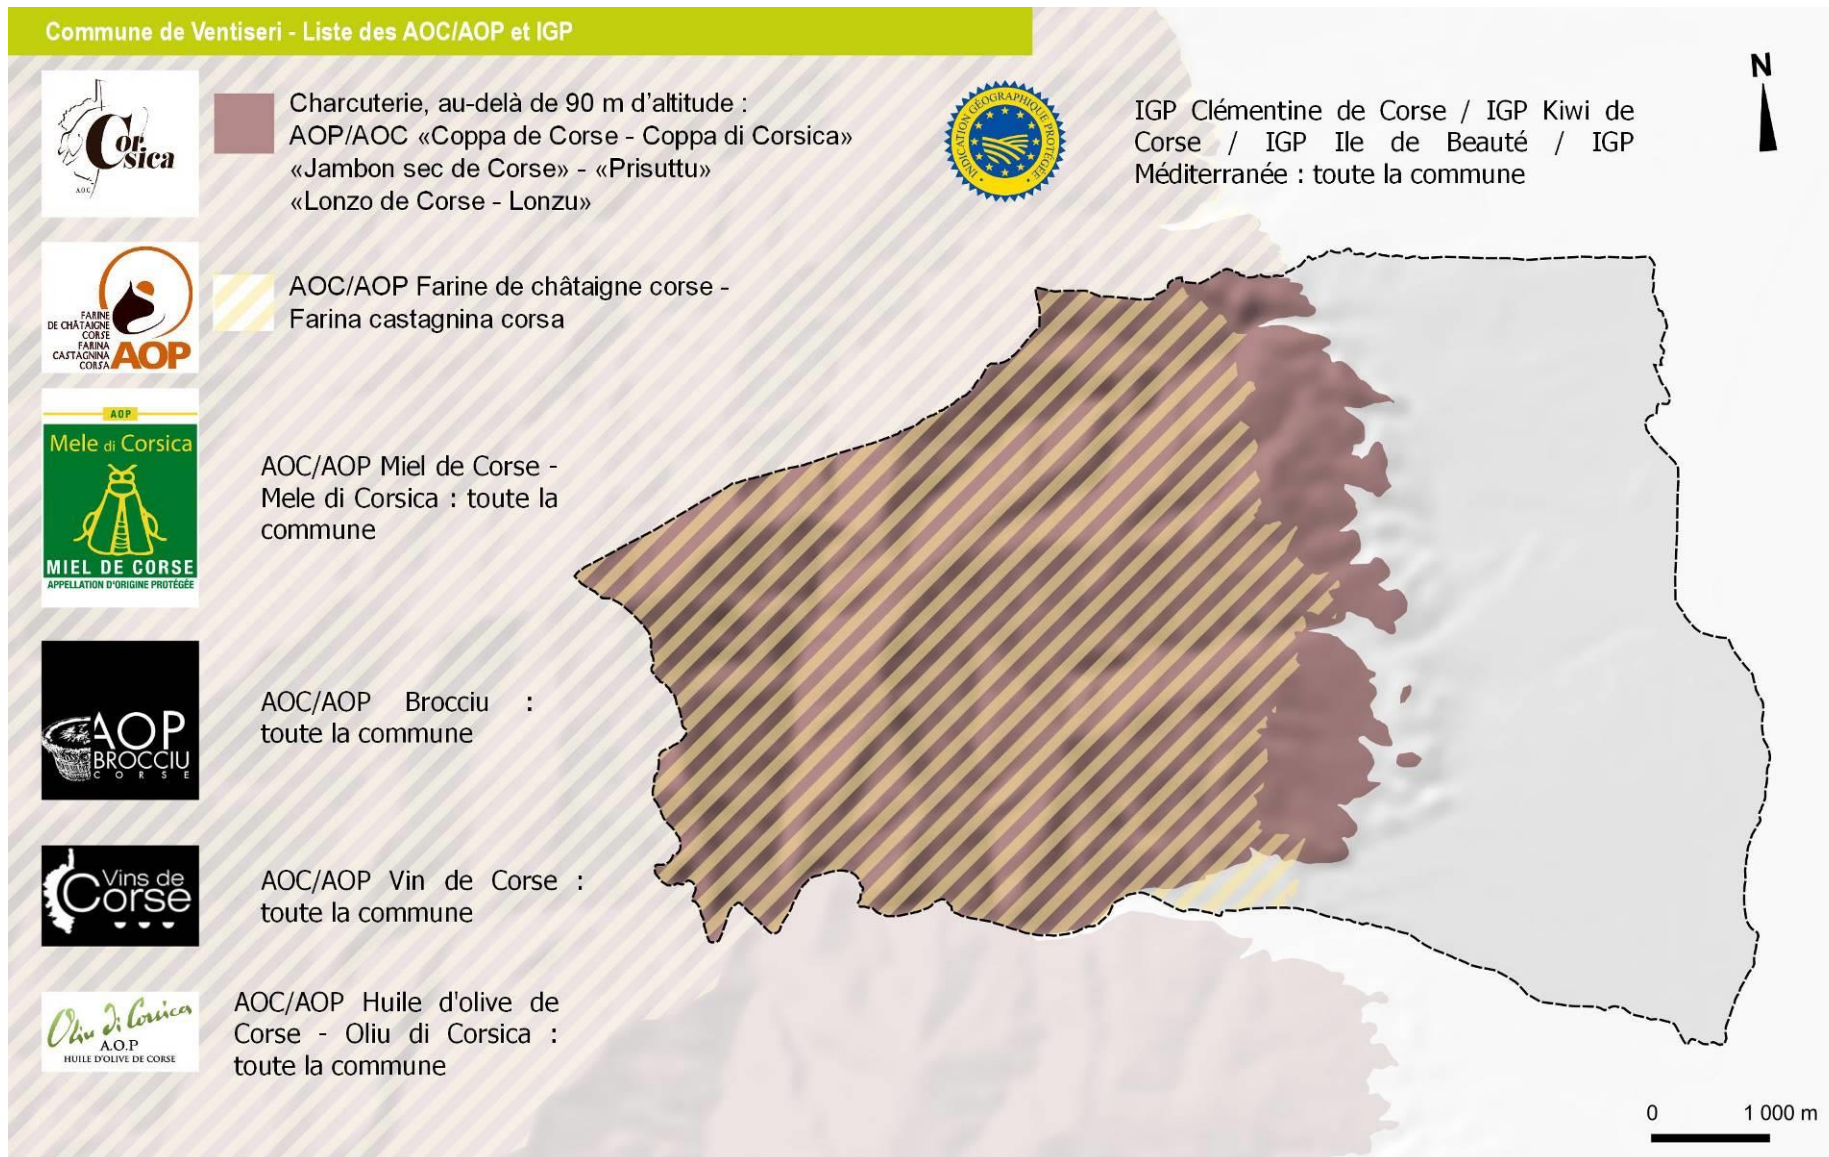 Commune de Ventiseri - Liste des AOC/AOP et IGP
Cor
sica
AOC
Charcuterie, au-delà de 90 m d'altitude :
AOP/AOC «Coppa de Corse - Coppa di Corsica»
«Jambon sec de Corse» - «Prisuttu»
«Lonzo de Corse - Lonzu»
INDICATION GÉOGRAPHIQUE PROTÉGÉE
IGP Clémentine de Corse / IGP Kiwi de
Corse / IGP Ile de Beauté / IGP
Méditerranée : toute la commune
N
FARINE
DE CHÂTAIGNE
CORSE
FARINA
CASTAGNINA
CORSA
AOP
AOC/AOP Farine de châtaigne corse -
Farina castagnina corsa
AOP
Mele di Corsica
MIEL DE CORSE
APPELLATION D'ORIGINE PROTÉGÉE
AOC/AOP Miel de Corse -
Mele di Corsica : toute la
commune
AOP
BROCCIU
CORSE
AOC/AOP Brocciu :
toute la commune
Vins de
Corse
AOC/AOP Vin de Corse :
toute la commune
Oliu di Corsica
A.O.P
HUILE D'OLIVE DE CORSE
AOC/AOP Huile d'olive de
Corse - Oliu di Corsica :
toute la commune
0 1 000 m